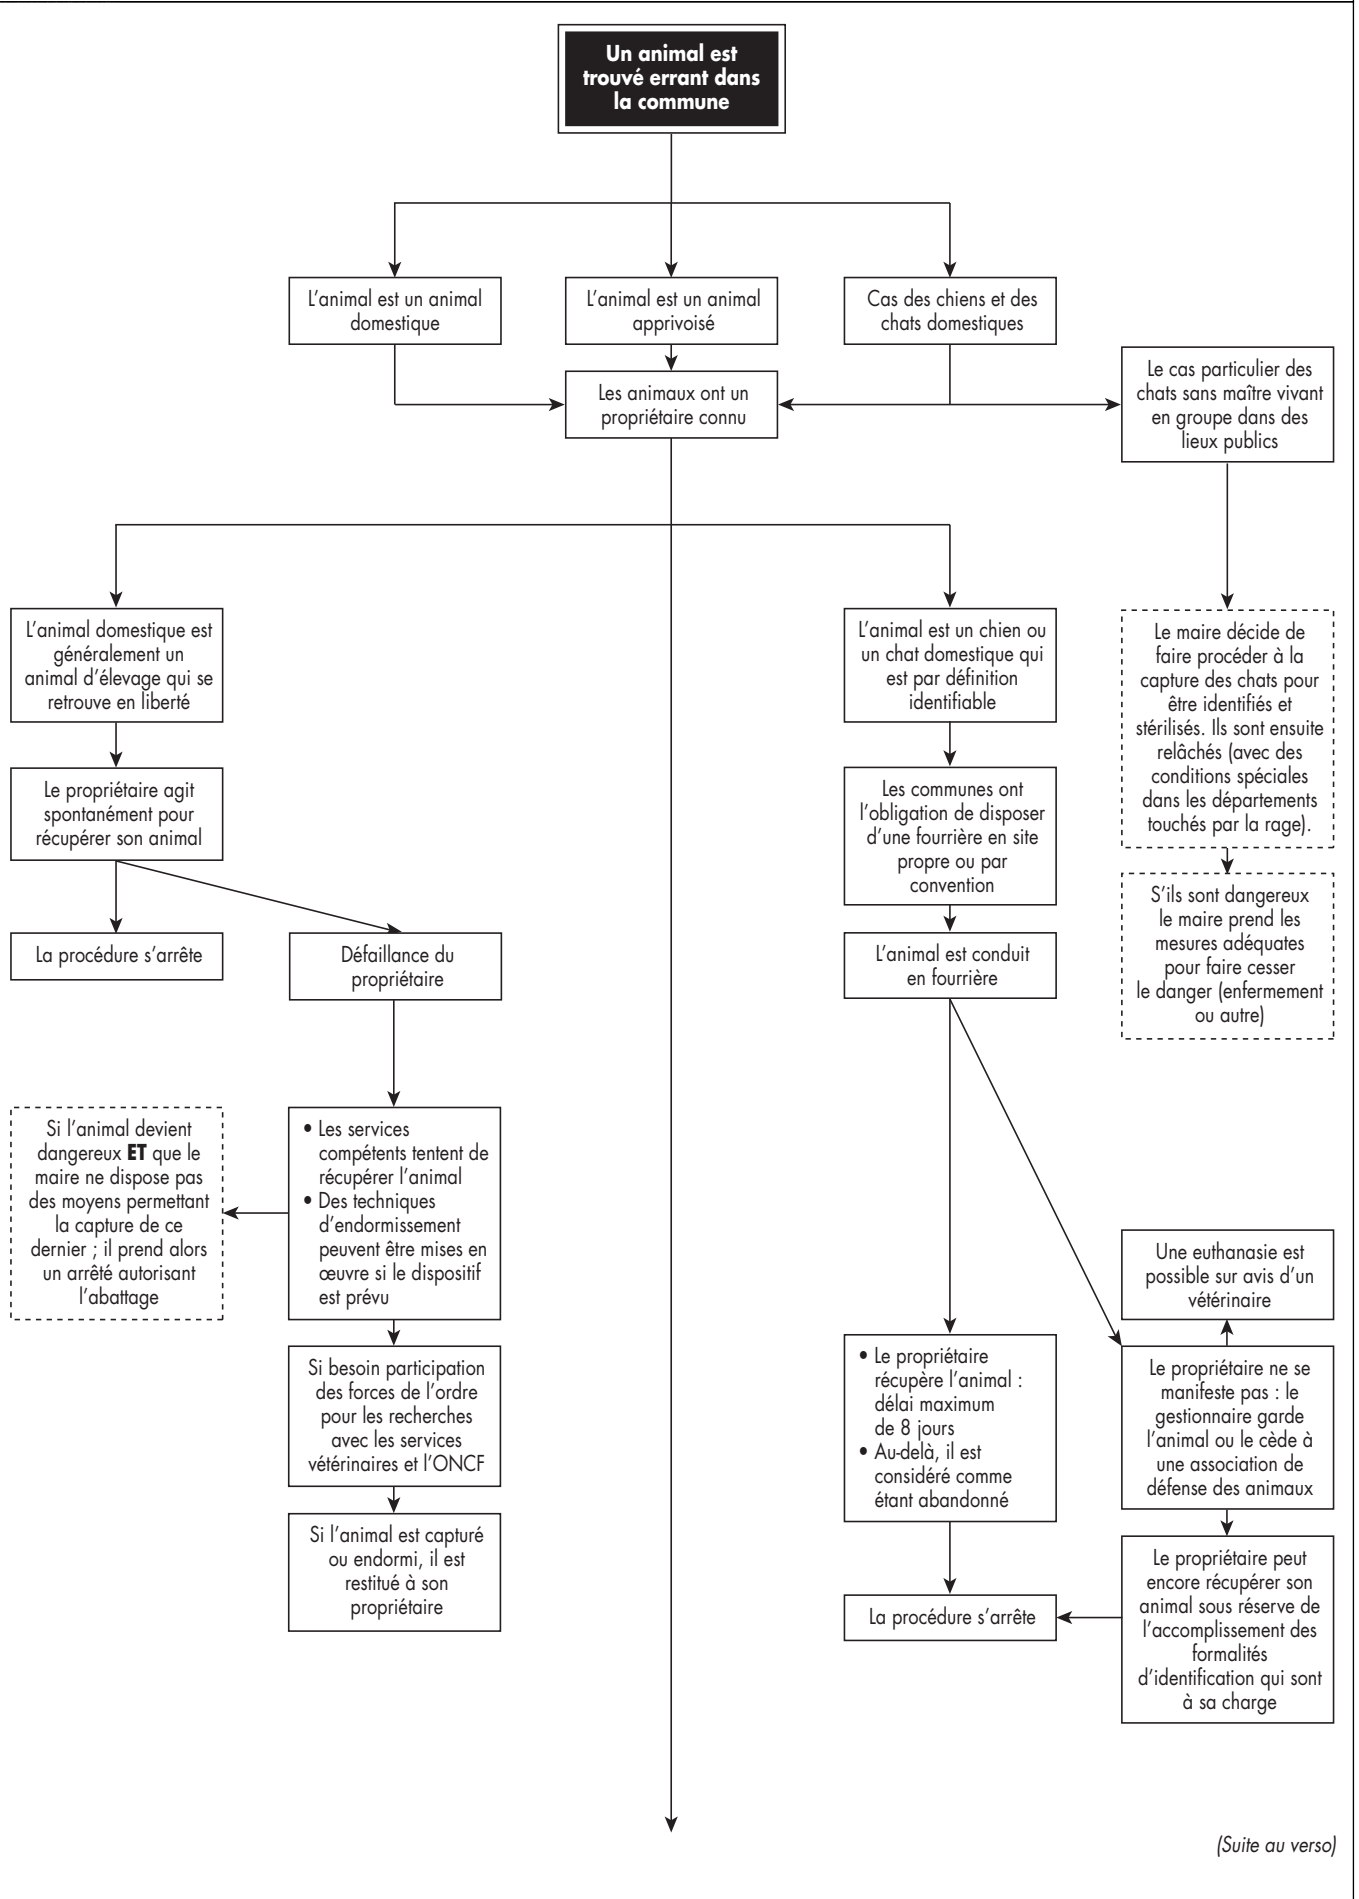 Un animal est
trouvé errant dans
la commune
L'animal est un animal
domestique
L'animal est un animal
apprivoisé
Cas des chiens et des
chats domestiques
Les animaux ont un
propriétaire connu
Le cas particulier des
chats sans maître vivant
en groupe dans des
lieux publics
L'animal domestique est
généralement un
animal d'élevage qui se
retrouve en liberté
Le propriétaire agit
spontanément pour
récupérer son animal
La procédure s'arrête
Défaillance du
propriétaire
Si l'animal devient
dangereux ET que le
maire ne dispose pas
des moyens permettant
la capture de ce
dernier ; il prend alors
un arrêté autorisant
l'abattage
• Les services
compétents tentent de
récupérer l'animal
• Des techniques
d'endormissement
peuvent être mises en
œuvre si le dispositif
est prévu
Si besoin participation
des forces de l'ordre
pour les recherches
avec les services
vétérinaires et l'ONCF
Si l'animal est capturé
ou endormi, il est
restitué à son
propriétaire
L'animal est un chien ou
un chat domestique qui
est par définition
identifiable
Les communes ont
l'obligation de disposer
d'une fourrière en site
propre ou par
convention
L'animal est conduit
en fourrière
• Le propriétaire
récupère l'animal :
délai maximum
de 8 jours
• Au-delà, il est
considéré comme
étant abandonné
La procédure s'arrête
Le maire décide de
faire procéder à la
capture des chats pour
être identifiés et
stérilisés. Ils sont ensuite
relâchés (avec des
conditions spéciales
dans les départements
touchés par la rage).
S'ils sont dangereux
le maire prend les
mesures adéquates
pour faire cesser
le danger (enfermement
ou autre)
Une euthanasie est
possible sur avis d'un
vétérinaire
Le propriétaire ne se
manifeste pas : le
gestionnaire garde
l'animal ou le cède à
une association de
défense des animaux
Le propriétaire peut
encore récupérer son
animal sous réserve de
l'accomplissement des
formalités
d'identification qui sont
à sa charge
(Suite au verso)